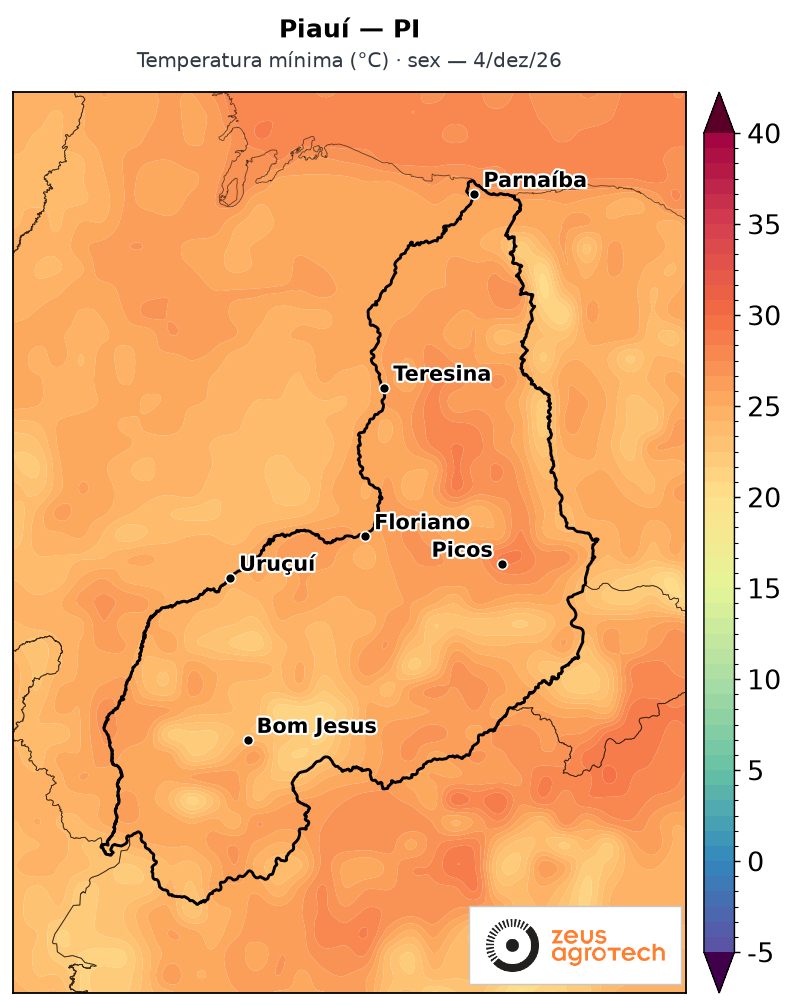 Piauí — PI
Temperatura mínima (°C) · sex — 4/dez/26
Parnaíba
Teresina
Floriano
Picos
Uruçuí
Bom Jesus
40
35
30
25
20
15
10
5
0
-5
zeus
agrotech